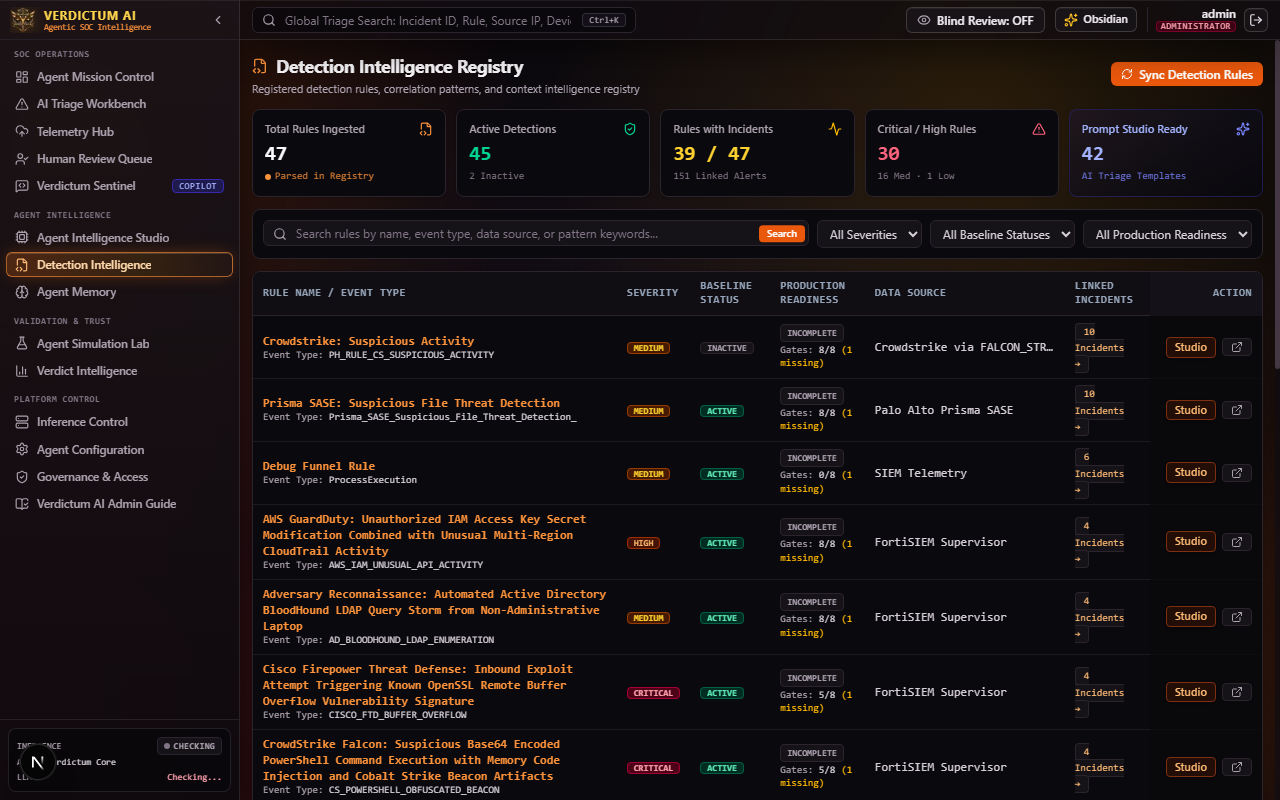 VERDICTUM AI
Agentic SOC Intelligence
Global Triage Search: Incident ID, Rule, Source IP, Devi
Ctrl+K
Blind Review: OFF
Obsidian
admin
ADMINISTRATOR
SOC OPERATIONS
Agent Mission Control
AI Triage Workbench
Telemetry Hub
Human Review Queue
Verdictum Sentinel
COPILOT
AGENT INTELLIGENCE
Agent Intelligence Studio
Detection Intelligence
Agent Memory
VALIDATION & TRUST
Agent Simulation Lab
Verdict Intelligence
PLATFORM CONTROL
Inference Control
Agent Configuration
Governance & Access
Verdictum AI Admin Guide
CHECKING
rdictum Core
Checking...
N
Detection Intelligence Registry
Registered detection rules, correlation patterns, and context intelligence registry
Sync Detection Rules
Total Rules Ingested
47
Parsed in Registry
Active Detections
45
2 Inactive
Rules with Incidents
39 / 47
151 Linked Alerts
Critical / High Rules
30
16 Med · 1 Low
Prompt Studio Ready
42
AI Triage Templates
Search rules by name, event type, data source, or pattern keywords...
Search
All Severities
All Baseline Statuses
All Production Readiness
RULE NAME / EVENT TYPE
SEVERITY
BASELINE
STATUS
PRODUCTION
READINESS
DATA SOURCE
LINKED
INCIDENTS
ACTION
Crowdstrike: Suspicious Activity
Event Type: PH_RULE_CS_SUSPICIOUS_ACTIVITY
MEDIUM
INACTIVE
INCOMPLETE
Gates: 8/8 (1
missing)
Crowdstrike via FALCON_STR…
10
Incidents
→
Studio
Prisma SASE: Suspicious File Threat Detection
Event Type: Prisma_SASE_Suspicious_File_Threat_Detection_
MEDIUM
ACTIVE
INCOMPLETE
Gates: 8/8 (1
missing)
Palo Alto Prisma SASE
10
Incidents
→
Studio
Debug Funnel Rule
Event Type: ProcessExecution
MEDIUM
ACTIVE
INCOMPLETE
Gates: 0/8 (1
missing)
SIEM Telemetry
6
Incidents
→
Studio
AWS GuardDuty: Unauthorized IAM Access Key Secret
Modification Combined with Unusual Multi-Region
CloudTrail Activity
Event Type: AWS_IAM_UNUSUAL_API_ACTIVITY
HIGH
ACTIVE
INCOMPLETE
Gates: 8/8 (1
missing)
FortiSIEM Supervisor
4
Incidents
→
Studio
Adversary Reconnaissance: Automated Active Directory
BloodHound LDAP Query Storm from Non-Administrative
Laptop
Event Type: AD_BLOODHOUND_LDAP_ENUMERATION
MEDIUM
ACTIVE
INCOMPLETE
Gates: 8/8 (1
missing)
FortiSIEM Supervisor
4
Incidents
→
Studio
Cisco Firepower Threat Defense: Inbound Exploit
Attempt Triggering Known OpenSSL Remote Buffer
Overflow Vulnerability Signature
Event Type: CISCO_FTD_BUFFER_OVERFLOW
CRITICAL
ACTIVE
INCOMPLETE
Gates: 5/8 (1
missing)
FortiSIEM Supervisor
4
Incidents
→
Studio
CrowdStrike Falcon: Suspicious Base64 Encoded
PowerShell Command Execution with Memory Code
Injection and Cobalt Strike Beacon Artifacts
Event Type: CS_POWERSHELL_OBFUSCATED_BEACON
CRITICAL
ACTIVE
INCOMPLETE
Gates: 5/8 (1
missing)
FortiSIEM Supervisor
4
Incidents
→
Studio